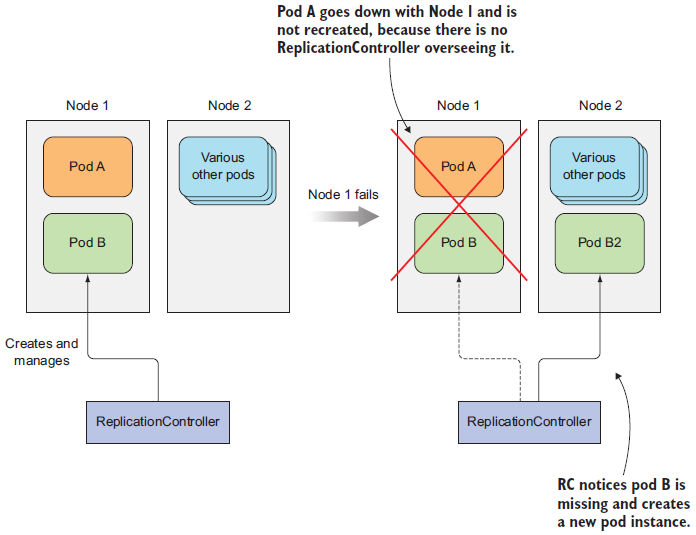 Pod A goes down with Node 1 and is
not recreated, because there is no
ReplicationController overseeing it.
Node 1
Node 2
Pod A
Various
other pods
Pod B
Creates and
manages
ReplicationController
Node 1 fails
Node 1
Node 2
Pod A
Various
other pods
Pod B
Pod B2
ReplicationController
RC notices pod B is
missing and creates
a new pod instance.